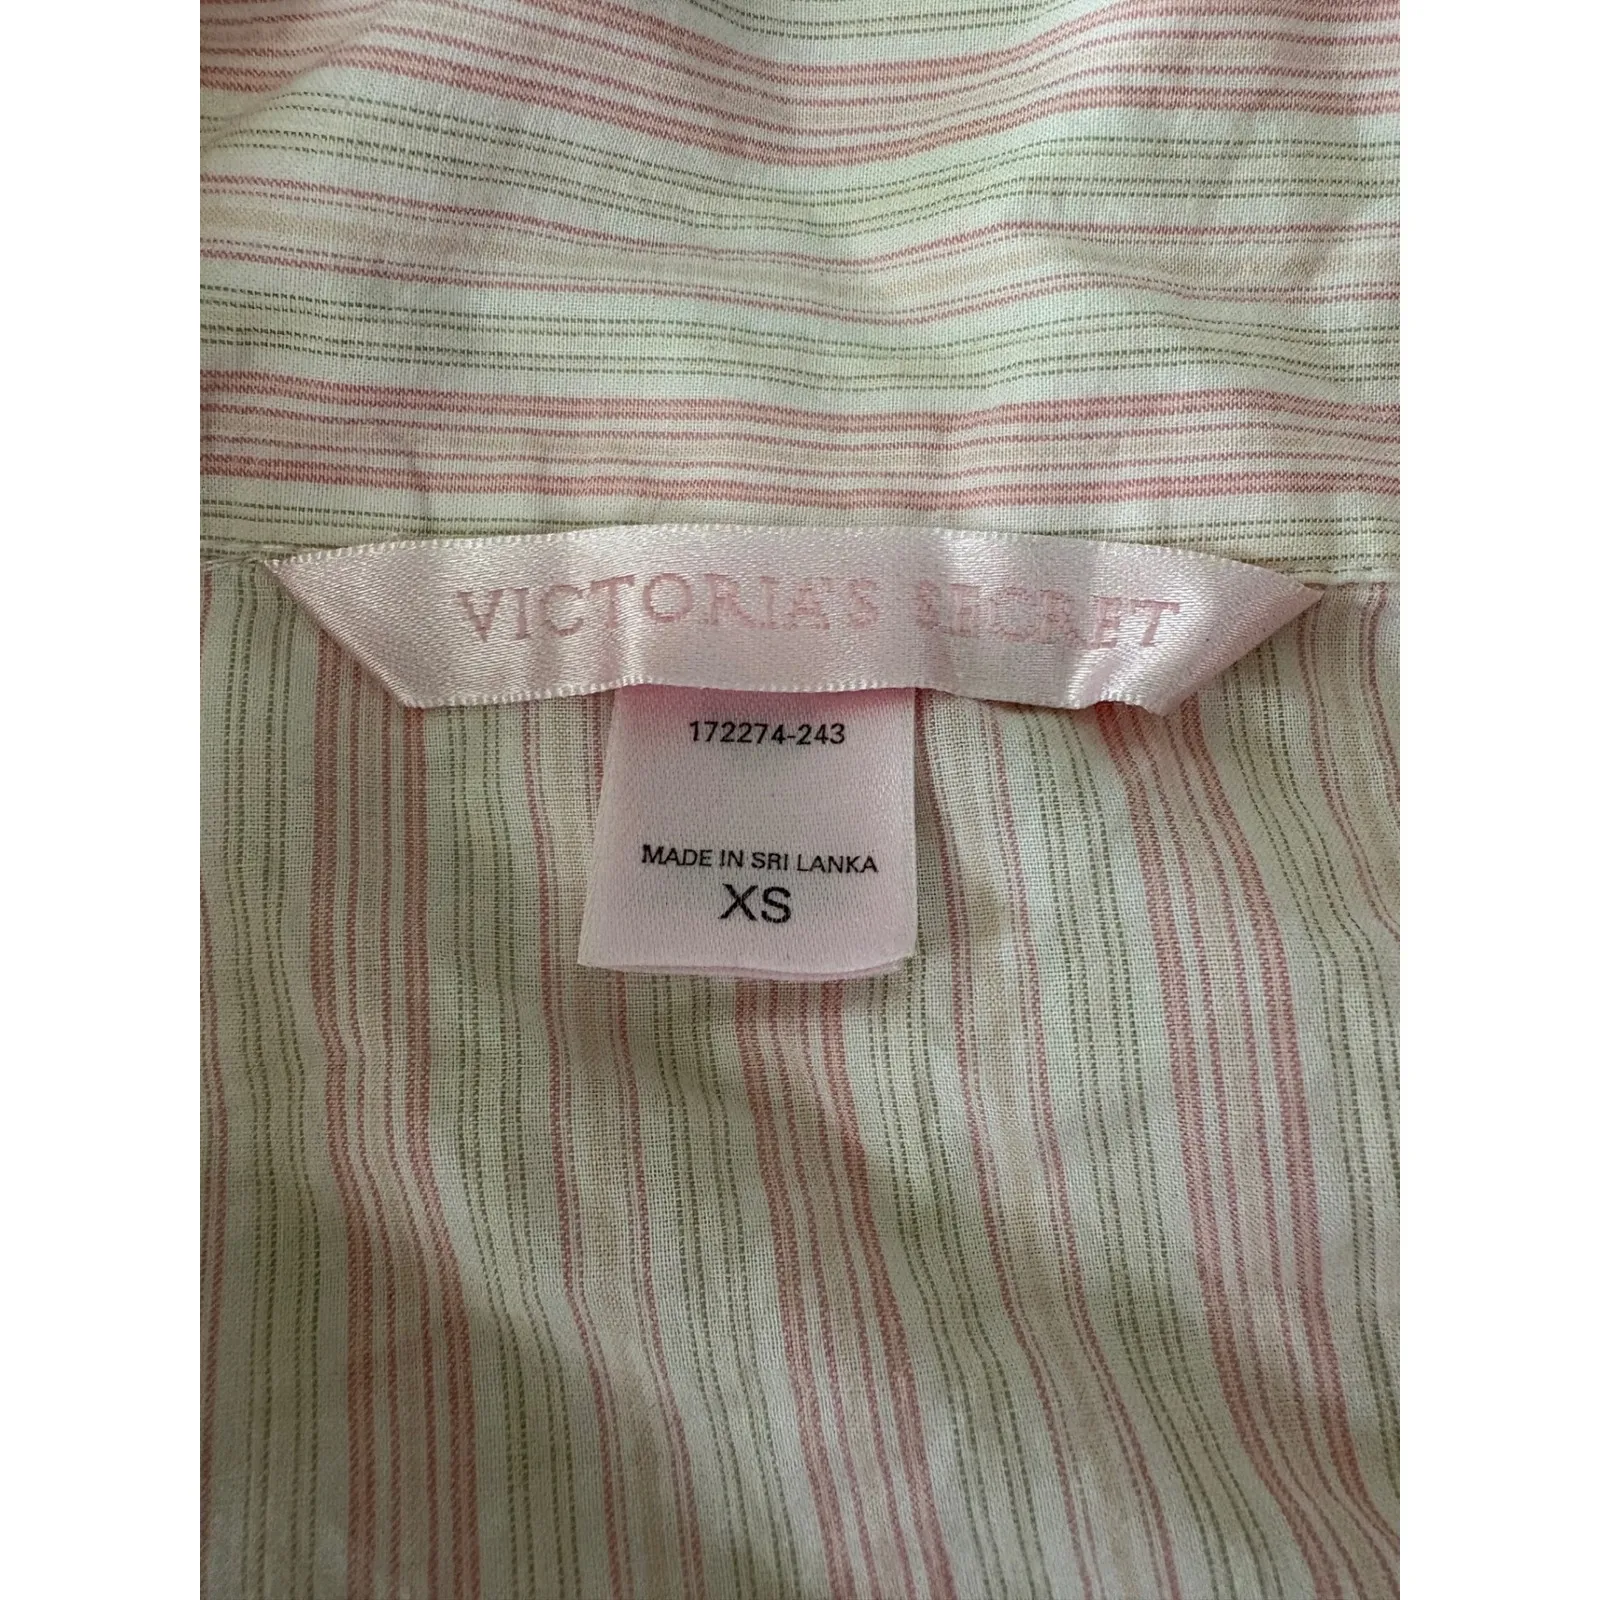 VICTORIA'S SECRET
172274-243
MADE IN SRI LANKA
XS